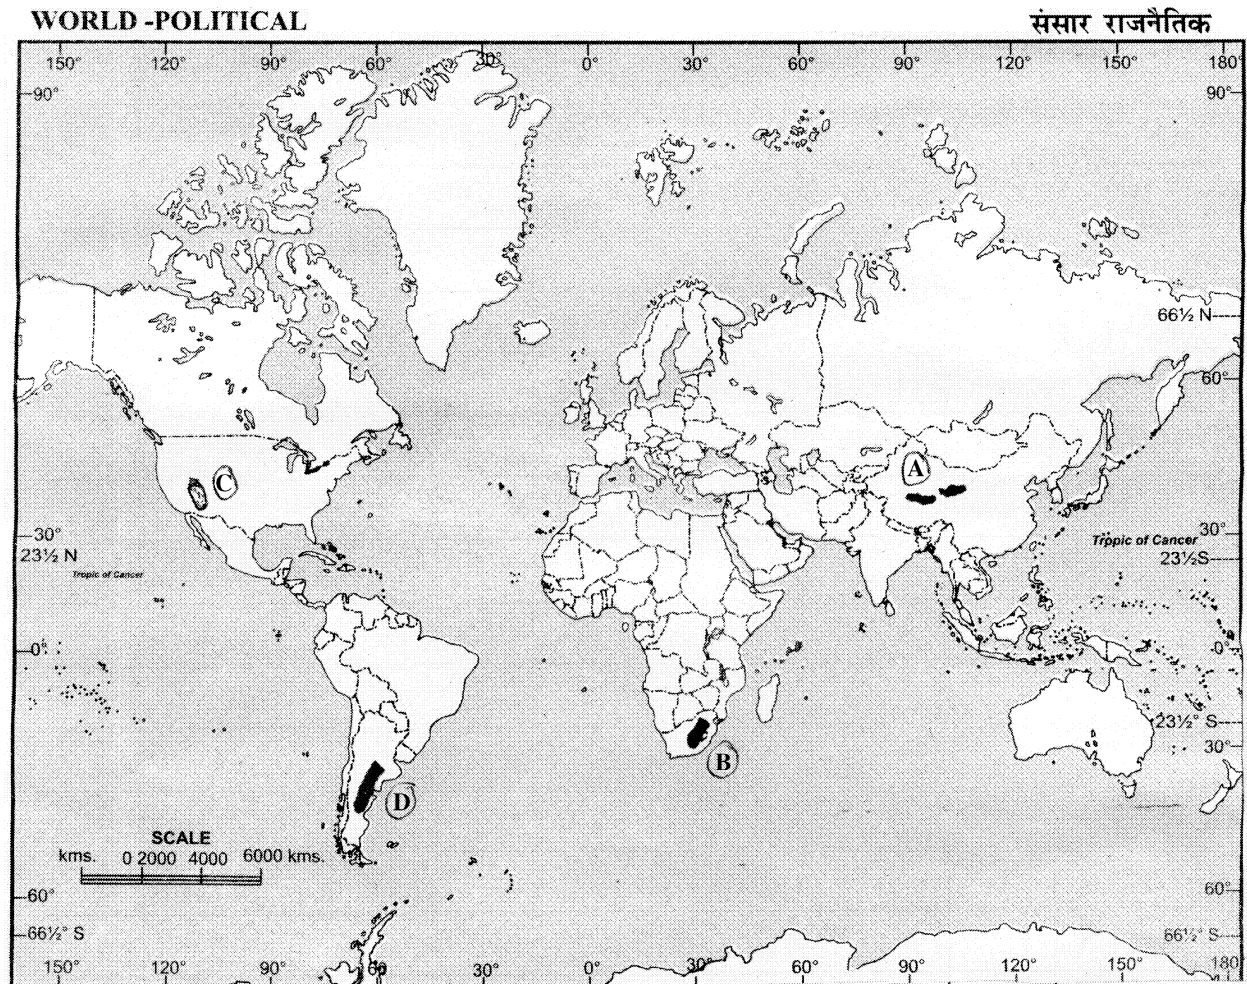 WORLD -POLITICAL
संसार राजनैतिक
150° 120° 90° 60° 30° 0° 30° 60° 90° 120° 150° 180°
90° 90°
66½ N
60°
C
A
30° 30°
23½ N
Tropic of Cancer
23½S
Tropic of Cancer
0° 0°
23½° S
30°
B
D
SCALE
kms. 0 2000 4000 6000 kms.
60° 60°
66½° S 66½° S
150° 120° 90° 60° 30° 0° 30° 60° 90° 120° 150° 180°